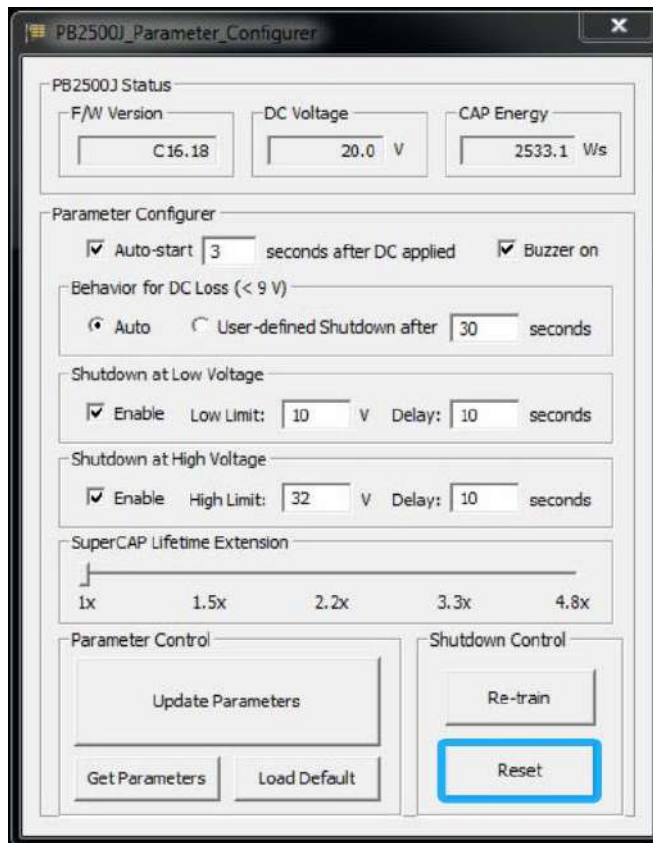 PB2500J_Parameter_Configurer
PB2500J Status
F/W Version DC Voltage CAP Energy
C16.18 20.0 V 2533.1 Ws
Parameter Configurer
Auto-start 3 seconds after DC applied Buzzer on
Behavior for DC Loss (< 9 V)
Auto User-defined Shutdown after 30 seconds
Shutdown at Low Voltage
Enable Low Limit: 10 V Delay: 10 seconds
Shutdown at High Voltage
Enable High Limit: 32 V Delay: 10 seconds
SuperCAP Lifetime Extension
1x 1.5x 2.2x 3.3x 4.8x
Parameter Control Shutdown Control
Update Parameters Re-train
Get Parameters Load Default Reset